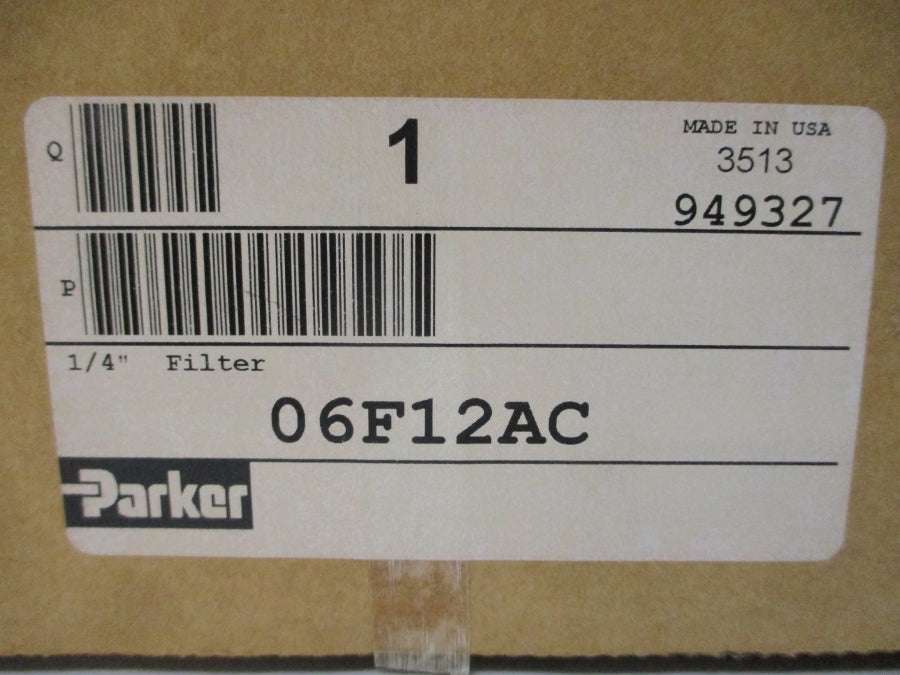 Q
1
MADE IN USA
3513
949327
P
1/4" Filter
06F12AC
Parker